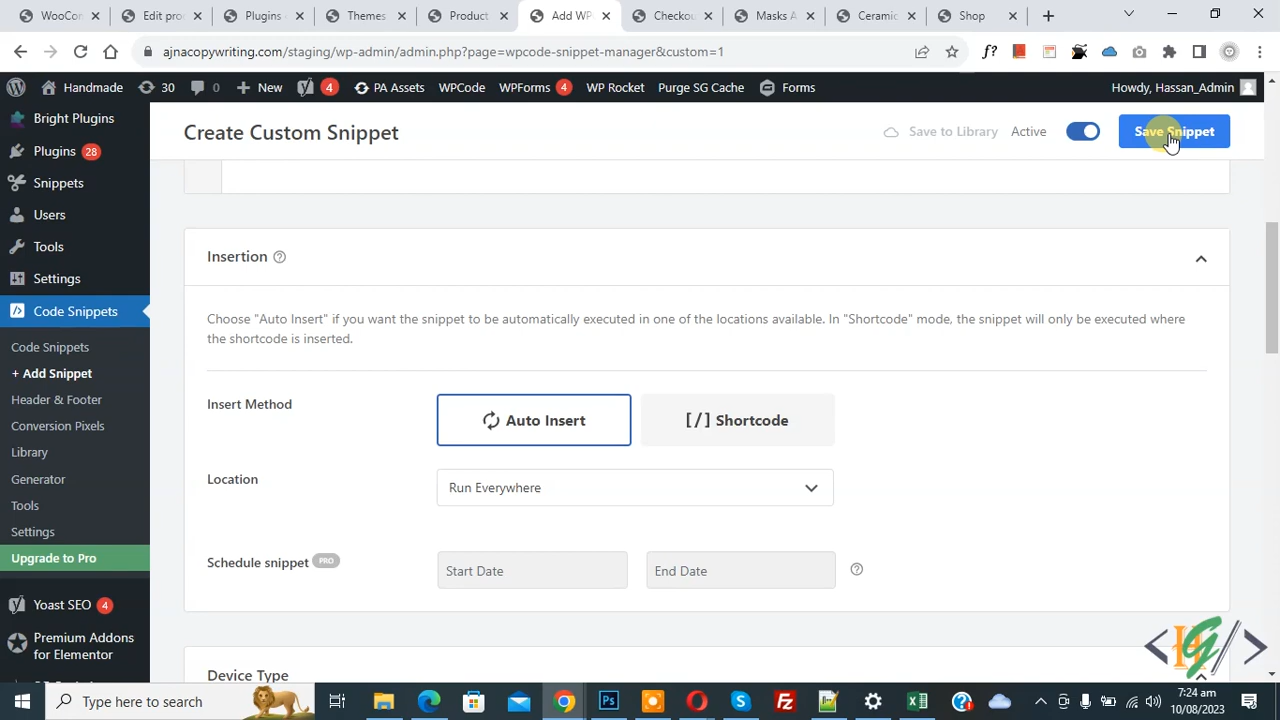 WooCor
Edit pro
Plugins
Themes
Product
Add WP
Checkou
Masks A
Ceramic
Shop
ajnacopywriting.com/staging/wp-admin/admin.php?page=wpcode-snippet-manager&custom=1
f?
Handmade
30
0
New
4
PA Assets
WPCode
WPForms 4
WP Rocket
Purge SG Cache
Forms
Howdy, Hassan_Admin
Bright Plugins
Plugins 28
Snippets
Users
Tools
Settings
Code Snippets
Code Snippets
+ Add Snippet
Header & Footer
Conversion Pixels
Library
Generator
Tools
Settings
Upgrade to Pro
Yoast SEO 4
Premium Addons
for Elementor
Create Custom Snippet
Save to Library
Active
Save Snippet
Insertion
Choose "Auto Insert" if you want the snippet to be automatically executed in one of the locations available. In "Shortcode" mode, the snippet will only be executed where
the shortcode is inserted.
Insert Method
Auto Insert
[/] Shortcode
Location
Run Everywhere
Schedule snippet PRO
Start Date
End Date
Device Type
Type here to search
7:24 am
10/08/2023